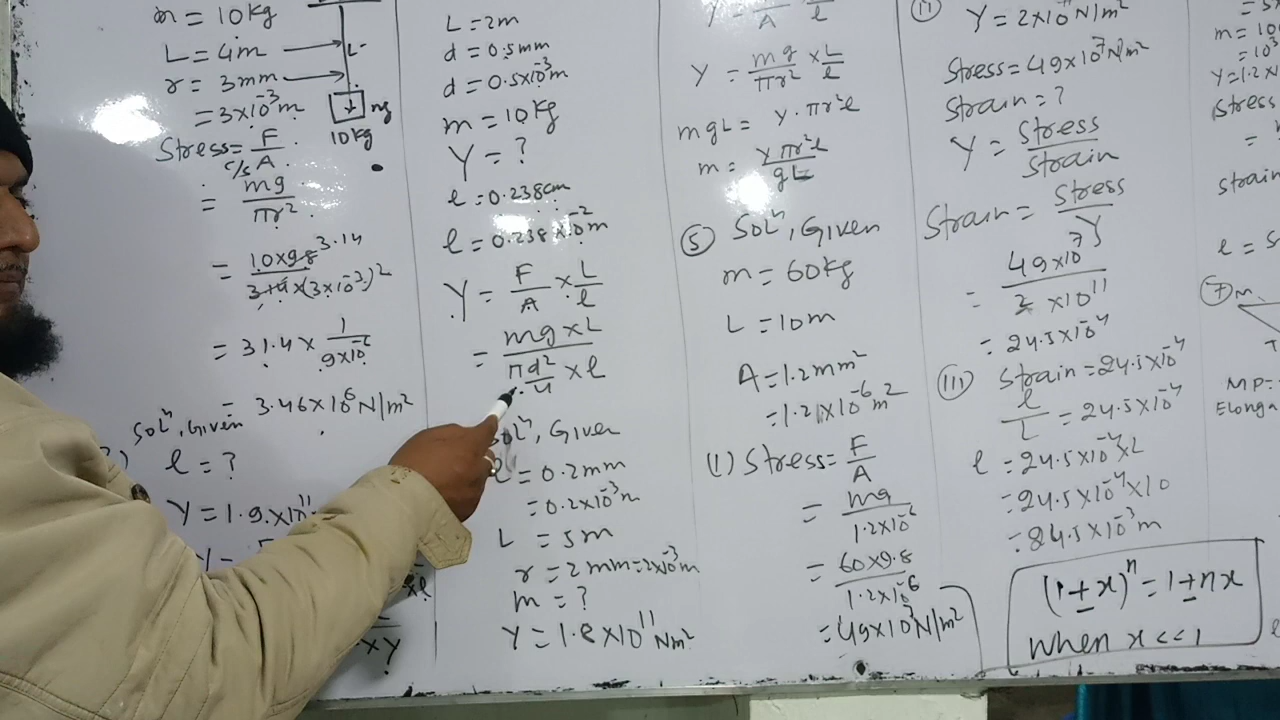 m = 10kg
L = 4m
r = 3mm
= 3×10⁻³m
L
mg
10kg
Stress = F/A
c/s
= mg/πr²
= 10×9.8/3.14×(3×10⁻³)²
3.14
= 31.4 × 1/9×10⁻⁶
= 3.46×10⁶ N/m²
Solⁿ, Given
l = ?
Y = 1.9×10¹¹
L = 2m
d = 0.5mm
d = 0.5×10⁻³m
m = 10kg
Y = ?
l = 0.238cm
l = 0.238×10⁻²m
Y = F/A × L/l
= mg×L/πd²/4 × l
Solⁿ, Given
l = 0.2mm
= 0.2×10⁻³m
L = 5m
r = 2mm = 2×10⁻³m
m = ?
Y = 1.8×10¹¹ Nm²
Y = mg/πr² × L/l
mgL = Y.πr²l
m = Yπr²l/gL
⑤ Solⁿ, Given
m = 60kg
L = 10m
A = 1.2mm²
= 1.2×10⁻⁶m²
(I) Stress = F/A
= mg/1.2×10⁻⁶
= 60×9.8/1.2×10⁻⁶
= 49×10⁷N/m²
(II) Y = 2×10¹¹ N/m²
Stress = 49×10⁷N/m²
Strain = ?
Y = Stress/Strain
Strain = Stress/Y
= 49×10⁷/2×10¹¹
= 24.5×10⁻⁴
(III) Strain = 24.5×10⁻⁴
l/L = 24.5×10⁻⁴
l = 24.5×10⁻⁴×L
= 24.5×10⁻⁴×10
= 24.5×10⁻³m
(1±x)ⁿ = 1±nx
when x<<1
Y = 1.2×1
Stress
Strain
⑦ M